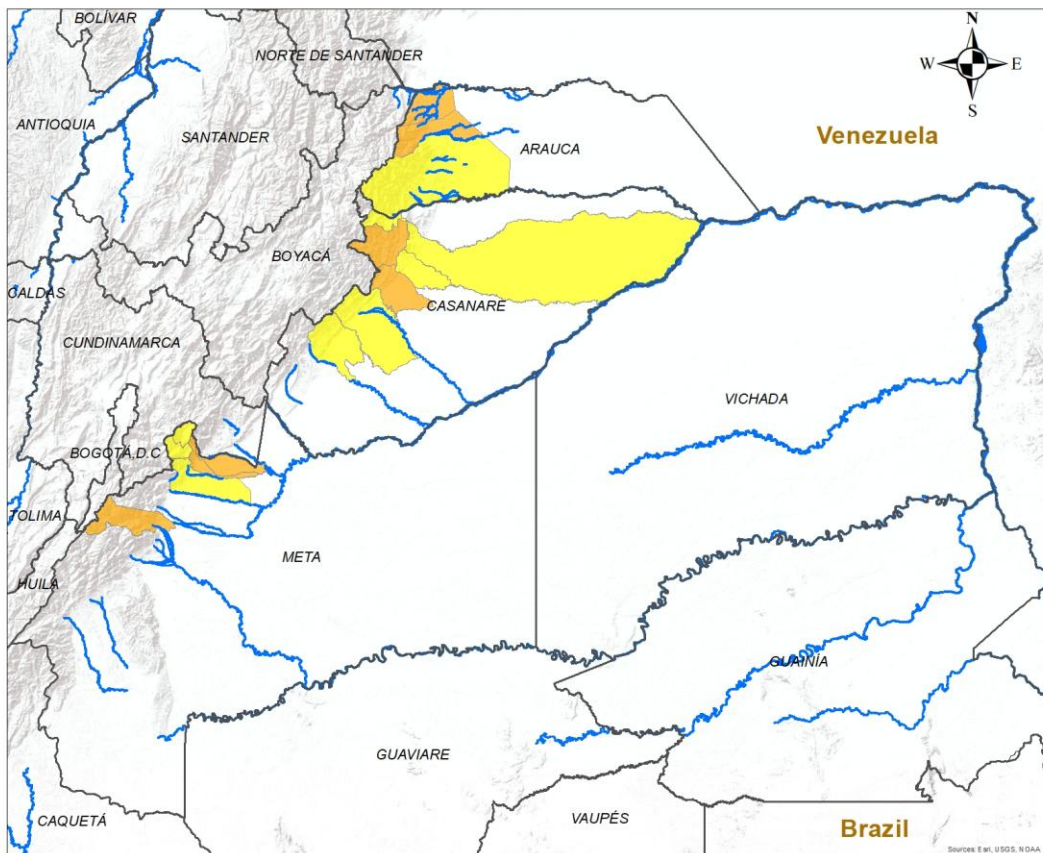 BOLÍVAR
N
NORTE DE SANTANDER
W
E
S
ANTIOQUIA
SANTANDER
Venezuela
ARAUCA
BOYACÁ
CALDAS
CASANARE
CUNDINAMARCA
VICHADA
BOGOTÁ,D.C
TOLIMA
META
HUILA
GUAINÍA
GUAVIARE
CAQUETÁ
VAUPÉS
Brazil
Sources: Esri, USGS, NOAA